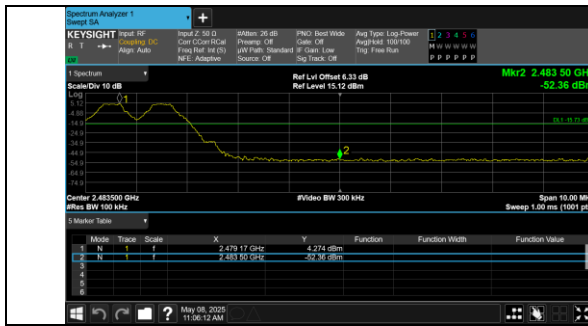 Spectrum Analyzer 1
Swept SA
+
KEYSIGHT Input: RF Input Z: 50 Ω #Atten: 26 dB PNO: Best Wide Avg Type: Log-Power 1 2 3 4 5 6
R T Coupling: DC Corr CCorr RCal Preamp: Off Gate: Off Avg|Hold: 100/100 M W W W W W
Align: Auto Freq Ref: Int (S) µW Path: Standard IF Gain: Low Trig: Free Run
NFE: Adaptive Source: Off Sig Track: Off P P P P P P
1 Spectrum Ref Lvl Offset 6.33 dB Mkr2 2.483 50 GH
Scale/Div 10 dB Ref Level 15.12 dBm -52.36 dB
Log
5.12
-4.88
-14.9
-24.9
-34.9
-44.9
-54.9
-64.9
-74.9
1
2
DL1 -15.73 dB
Center 2.483500 GHz #Video BW 300 kHz Span 10.00 M
#Res BW 100 kHz Sweep 1.00 ms (1001 pt
5 Marker Table
Mode Trace Scale X Y Function Function Width Function Value
1 N 1 f 2.479 17 GHz 4.274 dBm
2 N 1 f 2.483 50 GHz -52.36 dBm
3
4
5
6
? May 08, 2025
11:06:12 AM